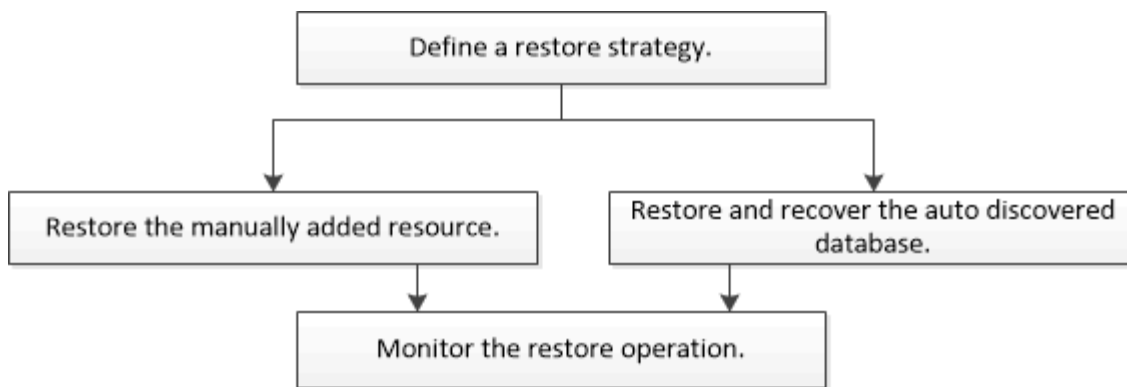 Define a restore strategy.
Restore the manually added resource.
Restore and recover the auto discovered
database.
Monitor the restore operation.